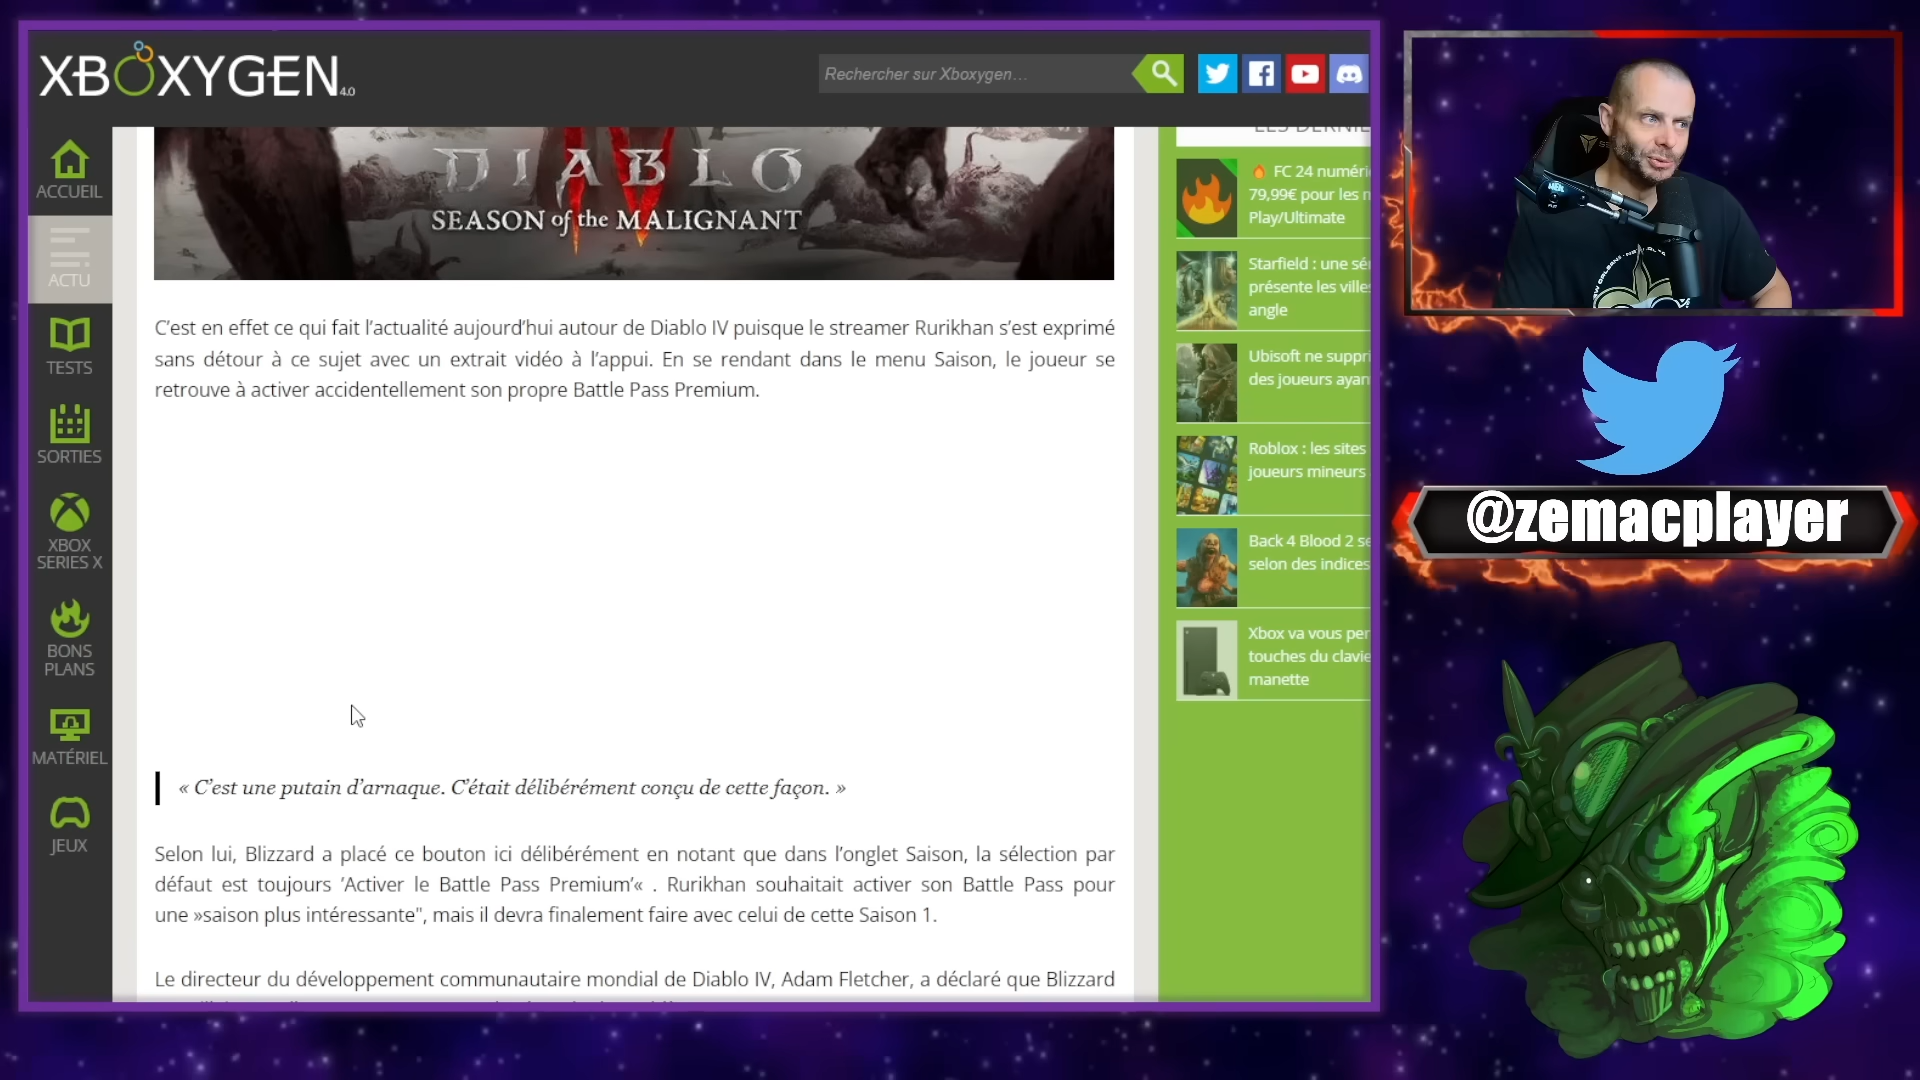 XBOXYGEN 4.0
Rechercher sur Xboxygen...
ACCUEIL
ACTU
TESTS
SORTIES
XBOX
SERIES X
BONS
PLANS
MATÉRIEL
JEUX
DIABLO
IV
SEASON of the MALIGNANT
C’est en effet ce qui fait l’actualité aujourd’hui autour de Diablo IV puisque le streamer Rurikhan s’est exprimé
sans détour à ce sujet avec un extrait vidéo à l’appui. En se rendant dans le menu Saison, le joueur se
retrouve à activer accidentellement son propre Battle Pass Premium.
« C’est une putain d’arnaque. C’était délibérément conçu de cette façon. »
Selon lui, Blizzard a placé ce bouton ici délibérément en notant que dans l’onglet Saison, la sélection par
défaut est toujours ’Activer le Battle Pass Premium’« . Rurikhan souhaitait activer son Battle Pass pour
une »saison plus intéressante", mais il devra finalement faire avec celui de cette Saison 1.
Le directeur du développement communautaire mondial de Diablo IV, Adam Fletcher, a déclaré que Blizzard
LES DERNIE
FC 24 numéri
79,99€ pour les m
Play/Ultimate
Starfield : une sé
présente les ville
angle
Ubisoft ne suppri
des joueurs ayan
Roblox : les sites
joueurs mineurs
Back 4 Blood 2 se
selon des indices
Xbox va vous per
touches du clavie
manette
@zemacplayer